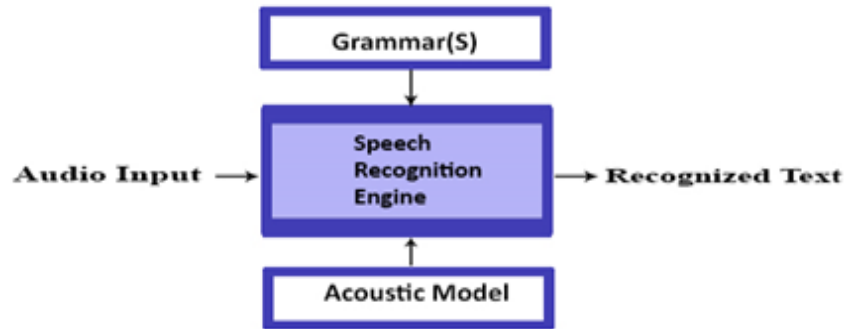 Grammar(S)
Speech
Recognition
Engine
Audio Input
Recognized Text
Acoustic Model